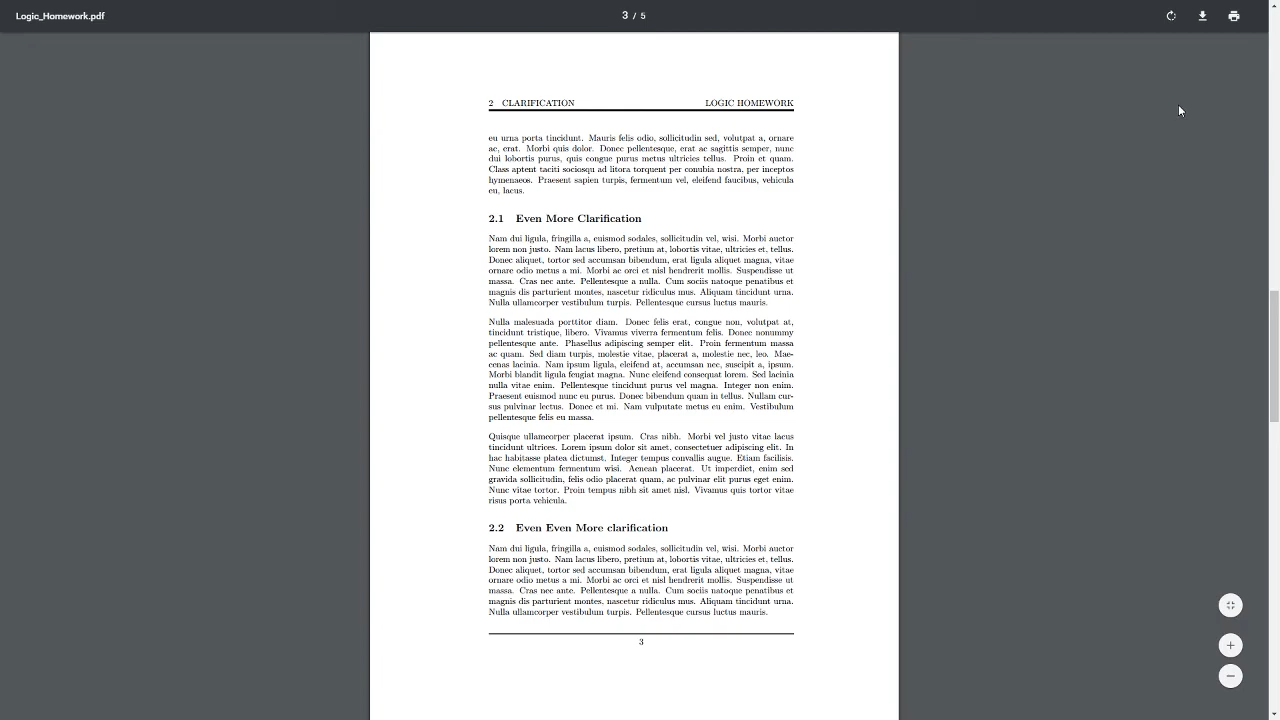 Logic_Homework.pdf
3 / 5
2 CLARIFICATION LOGIC HOMEWORK
eu urna porta tincidunt. Mauris felis odio, sollicitudin sed, volutpat a, ornare
ac, erat. Morbi quis dolor. Donec pellentesque, erat ac sagittis semper, nunc
dui lobortis purus, quis congue purus metus ultricies tellus. Proin et quam.
Class aptent taciti sociosqu ad litora torquent per conubia nostra, per inceptos
hymenaeos. Praesent sapien turpis, fermentum vel, eleifend faucibus, vehicula
eu, lacus.
2.1 Even More Clarification
Nam dui ligula, fringilla a, euismod sodales, sollicitudin vel, wisi. Morbi auctor
lorem non justo. Nam lacus libero, pretium at, lobortis vitae, ultricies et, tellus.
Donec aliquet, tortor sed accumsan bibendum, erat ligula aliquet magna, vitae
ornare odio metus a mi. Morbi ac orci et nisl hendrerit mollis. Suspendisse ut
massa. Cras nec ante. Pellentesque a nulla. Cum sociis natoque penatibus et
magnis dis parturient montes, nascetur ridiculus mus. Aliquam tincidunt urna.
Nulla ullamcorper vestibulum turpis. Pellentesque cursus luctus mauris.
Nulla malesuada porttitor diam. Donec felis erat, congue non, volutpat at,
tincidunt tristique, libero. Vivamus viverra fermentum felis. Donec nonummy
pellentesque ante. Phasellus adipiscing semper elit. Proin fermentum massa
ac quam. Sed diam turpis, molestie vitae, placerat a, molestie nec, leo. Mae-
cenas lacinia. Nam ipsum ligula, eleifend at, accumsan nec, suscipit a, ipsum.
Morbi blandit ligula feugiat magna. Nunc eleifend consequat lorem. Sed lacinia
nulla vitae enim. Pellentesque tincidunt purus vel magna. Integer non enim.
Praesent euismod nunc eu purus. Donec bibendum quam in tellus. Nullam cur-
sus pulvinar lectus. Donec et mi. Nam vulputate metus eu enim. Vestibulum
pellentesque felis eu massa.
Quisque ullamcorper placerat ipsum. Cras nibh. Morbi vel justo vitae lacus
tincidunt ultrices. Lorem ipsum dolor sit amet, consectetuer adipiscing elit. In
hac habitasse platea dictumst. Integer tempus convallis augue. Etiam facilisis.
Nunc elementum fermentum wisi. Aenean placerat. Ut imperdiet, enim sed
gravida sollicitudin, felis odio placerat quam, ac pulvinar elit purus eget enim.
Nunc vitae tortor. Proin tempus nibh sit amet nisl. Vivamus quis tortor vitae
risus porta vehicula.
2.2 Even Even More clarification
Nam dui ligula, fringilla a, euismod sodales, sollicitudin vel, wisi. Morbi auctor
lorem non justo. Nam lacus libero, pretium at, lobortis vitae, ultricies et, tellus.
Donec aliquet, tortor sed accumsan bibendum, erat ligula aliquet magna, vitae
ornare odio metus a mi. Morbi ac orci et nisl hendrerit mollis. Suspendisse ut
massa. Cras nec ante. Pellentesque a nulla. Cum sociis natoque penatibus et
magnis dis parturient montes, nascetur ridiculus mus. Aliquam tincidunt urna.
Nulla ullamcorper vestibulum turpis. Pellentesque cursus luctus mauris.
3